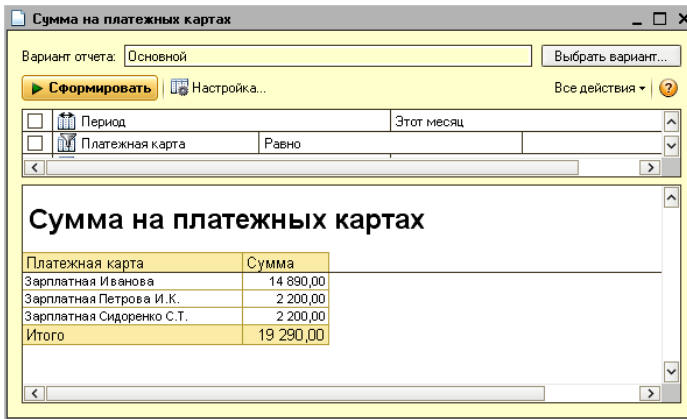 Сумма на платежных картах
Вариант отчета: Основной Выбрать вариант...
Сформировать Настройка... Все действия ?
Период Этот месяц
Платежная карта Равно
Сумма на платежных картах
Платежная карта Сумма
Зарплатная Иванова 14 890,00
Зарплатная Петрова И.К. 2 200,00
Зарплатная Сидоренко С.Т. 2 200,00
Итого 19 290,00